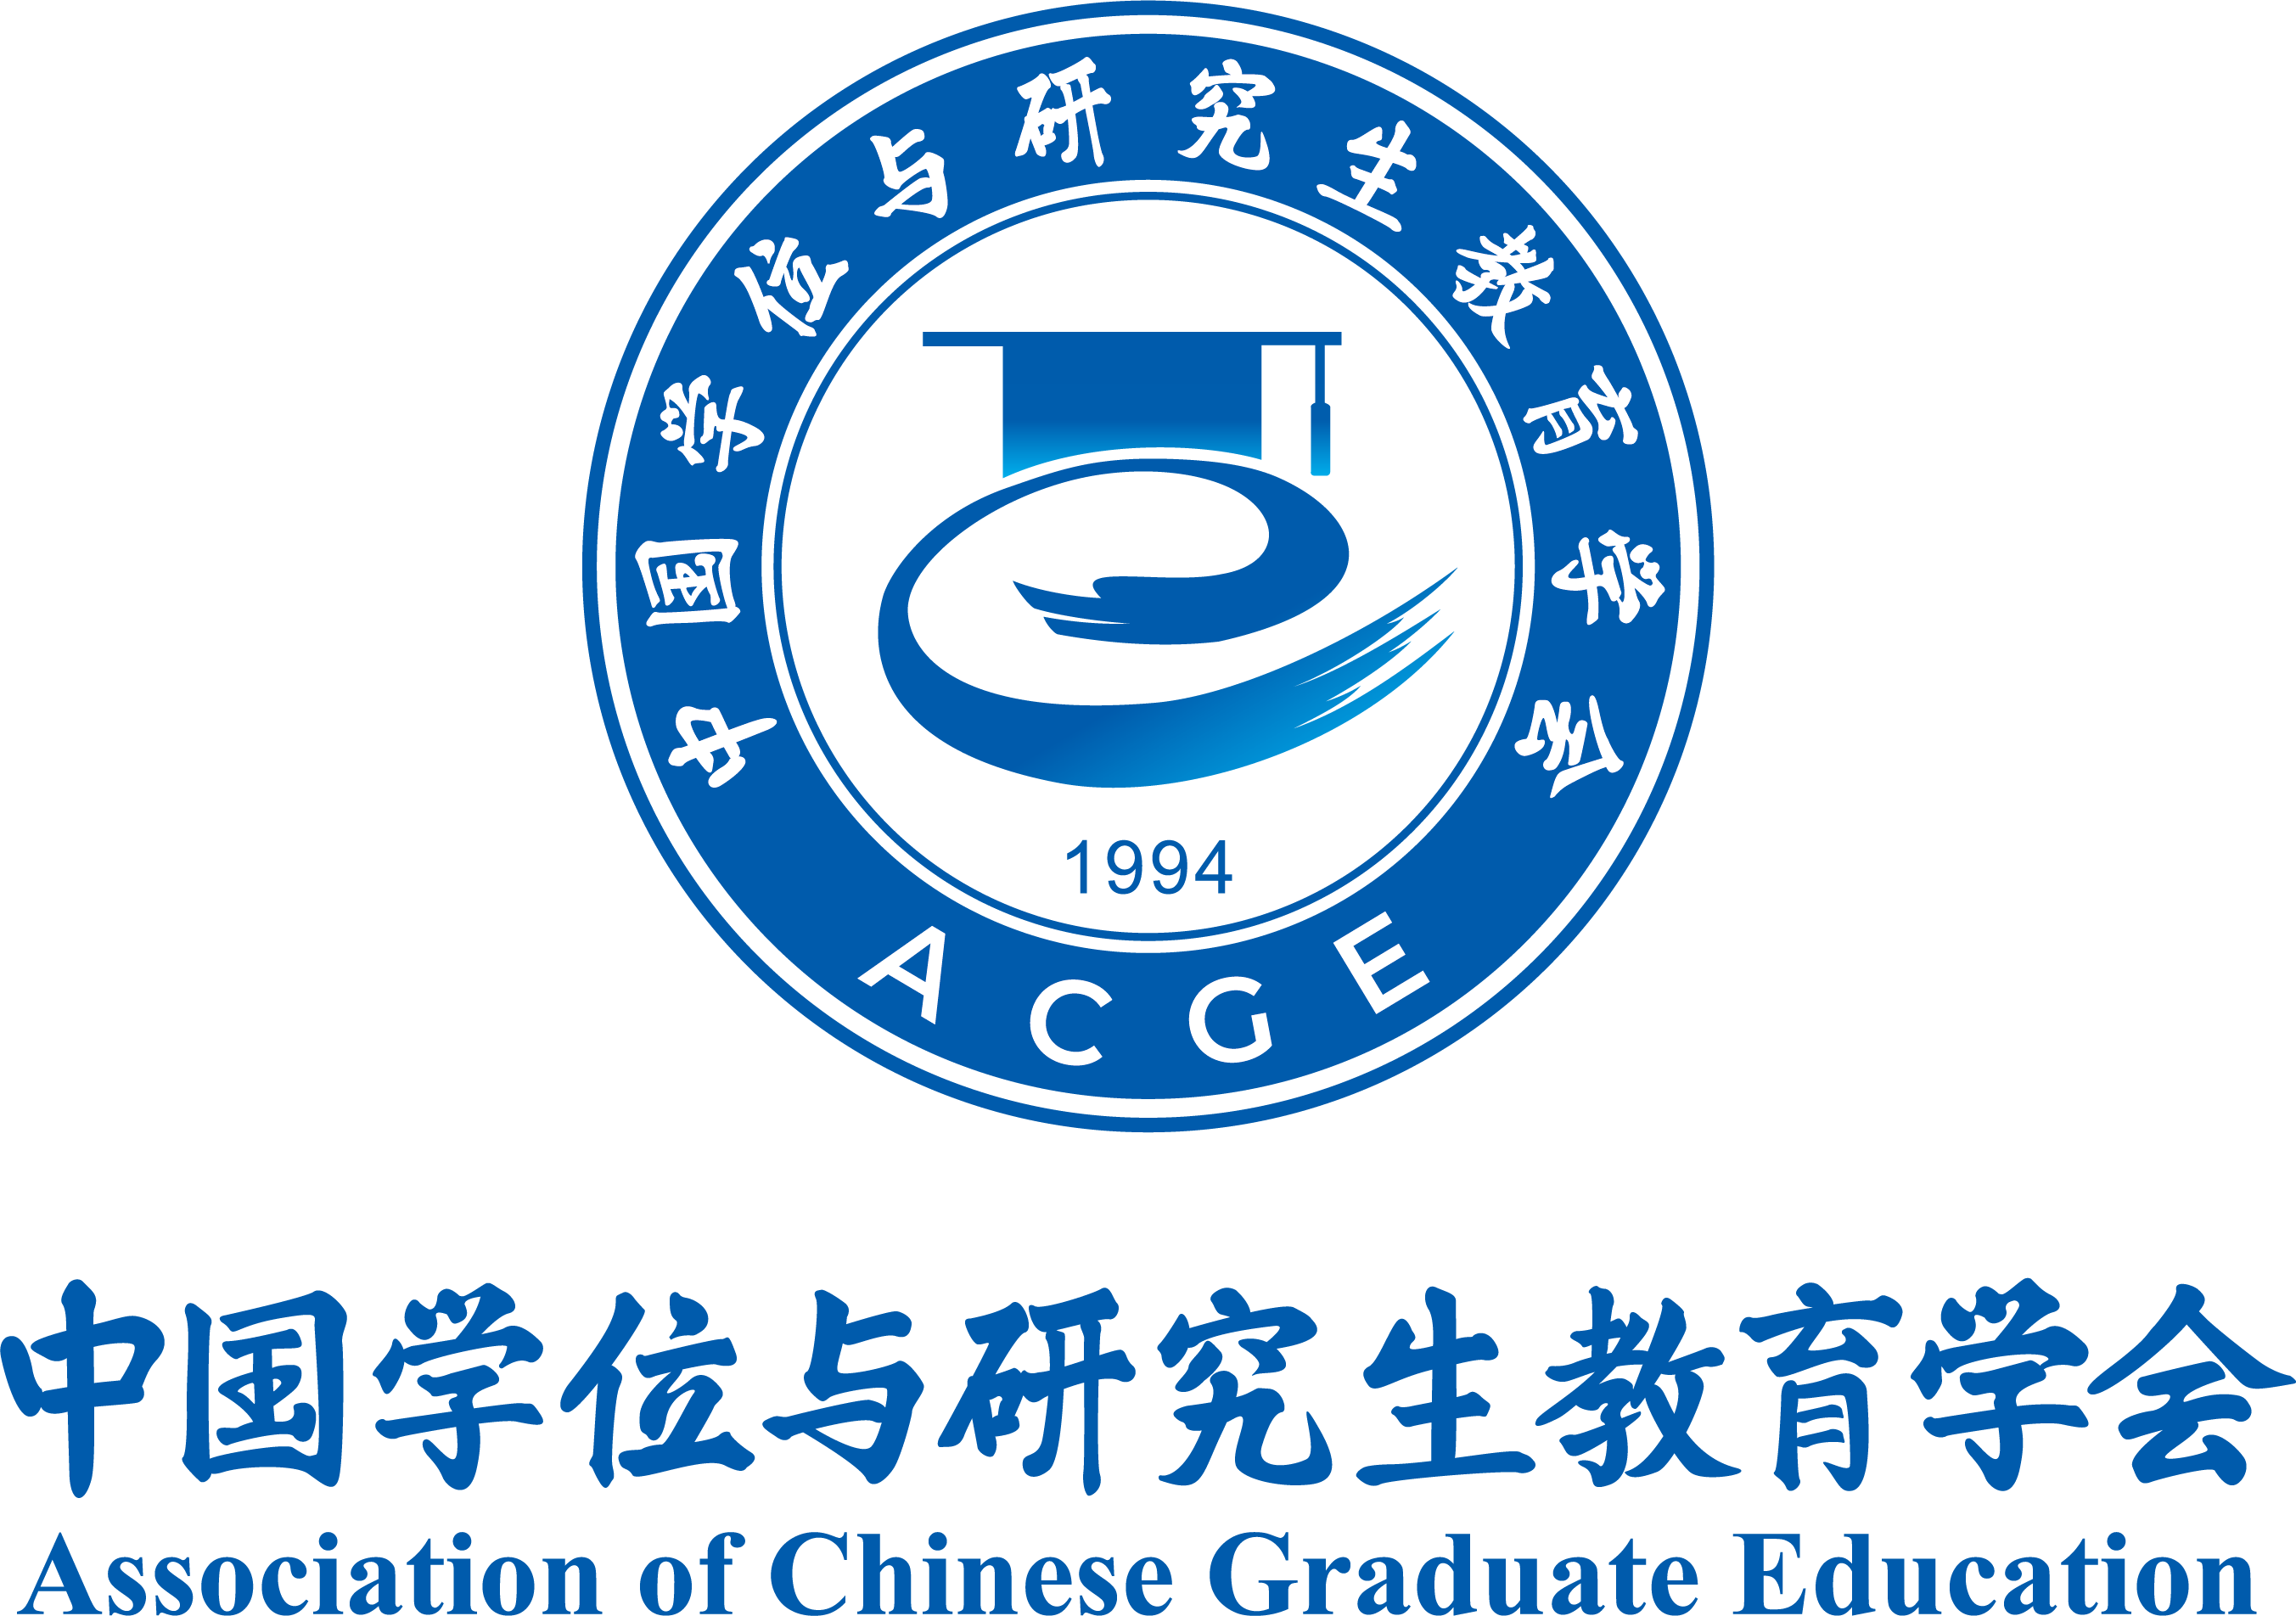 中国学位与研究生教育学会
1994
ACGE
中国学位与研究生教育学会
Association of Chinese Graduate Education